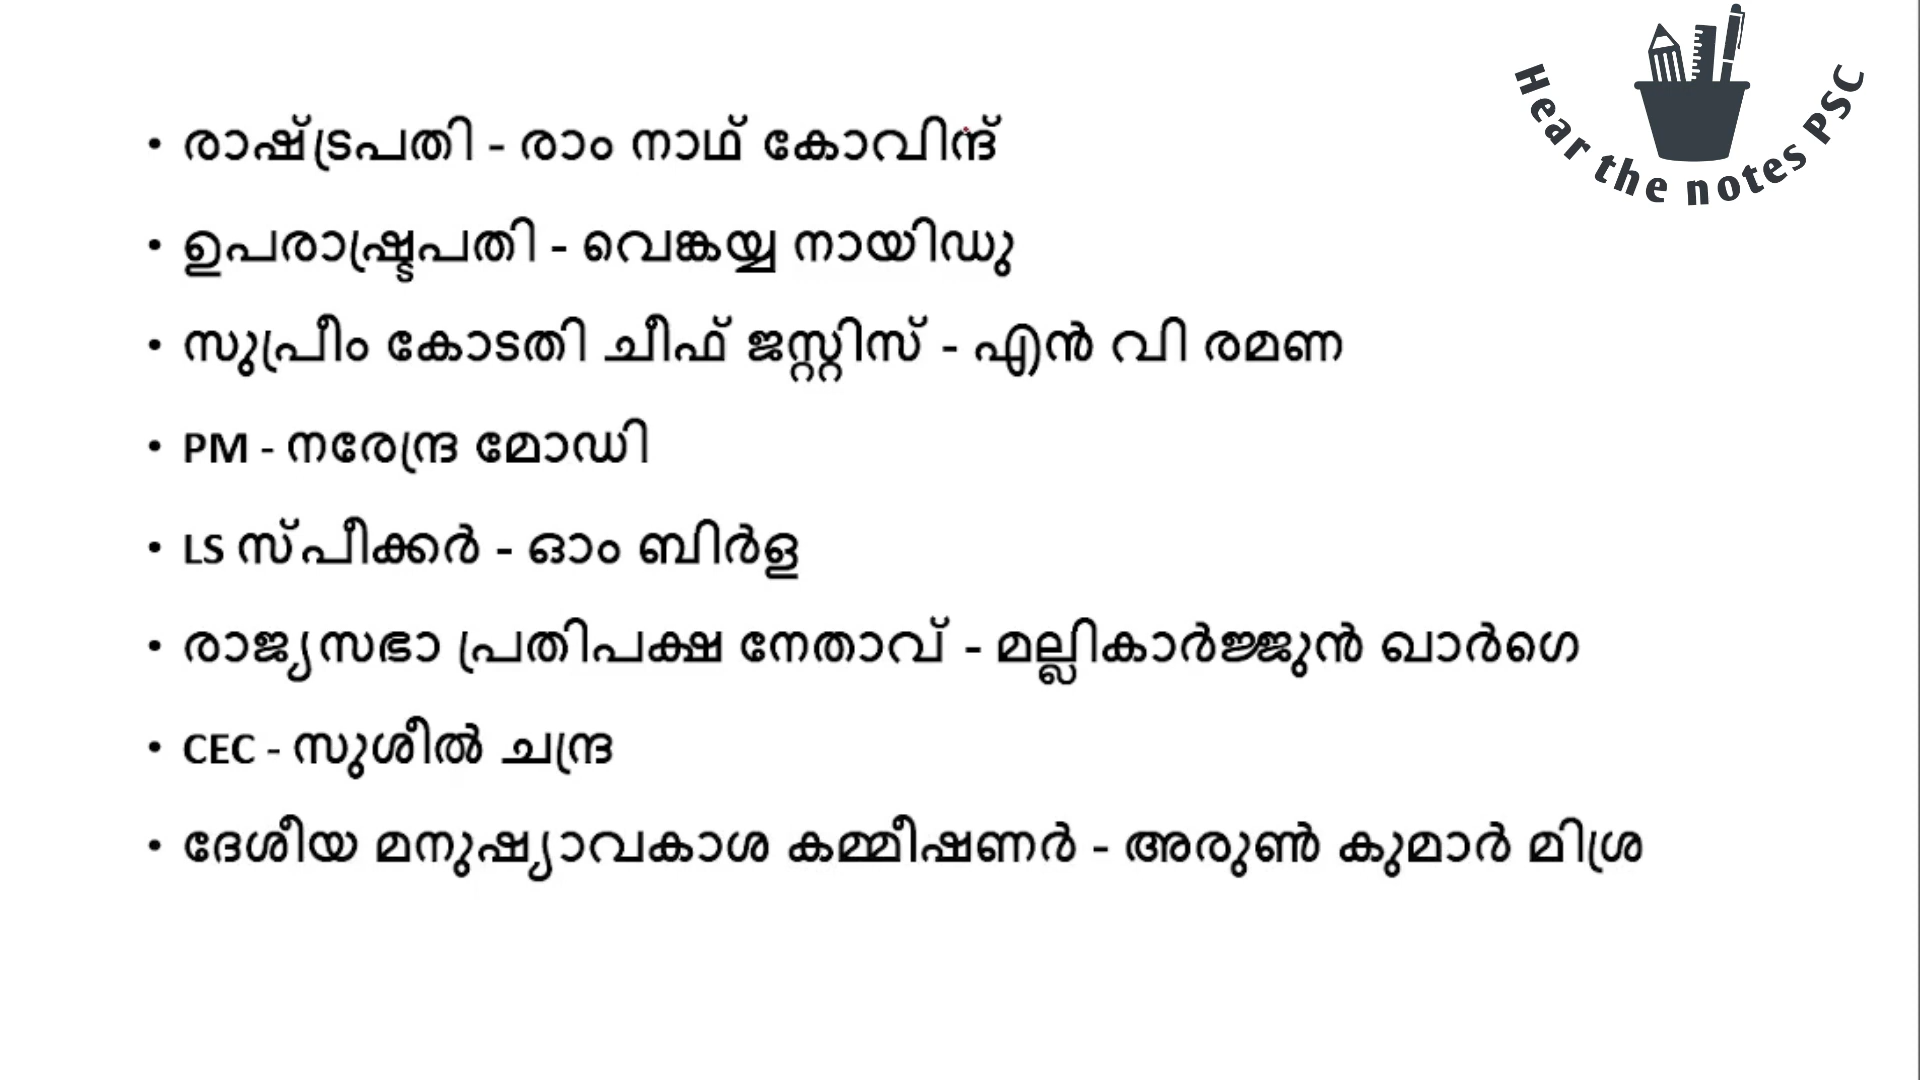 • രാഷ്ട്രപതി - രാം നാഥ് കോവിന്ദ്
• ഉപരാഷ്ട്രപതി - വെങ്കയ്യ നായിഡു
• സുപ്രീം കോടതി ചീഫ് ജസ്റ്റിസ് - എൻ വി രമണ
• PM - നരേന്ദ്ര മോഡി
• LS സ്പീക്കർ - ഓം ബിർള
• രാജ്യസഭാ പ്രതിപക്ഷ നേതാവ് - മല്ലികാർജ്ജുൻ ഖാർഗെ
• CEC - സുശീൽ ചന്ദ്ര
• ദേശീയ മനുഷ്യാവകാശ കമ്മീഷണർ - അരുൺ കുമാർ മിശ്ര
Hear the notes PSC